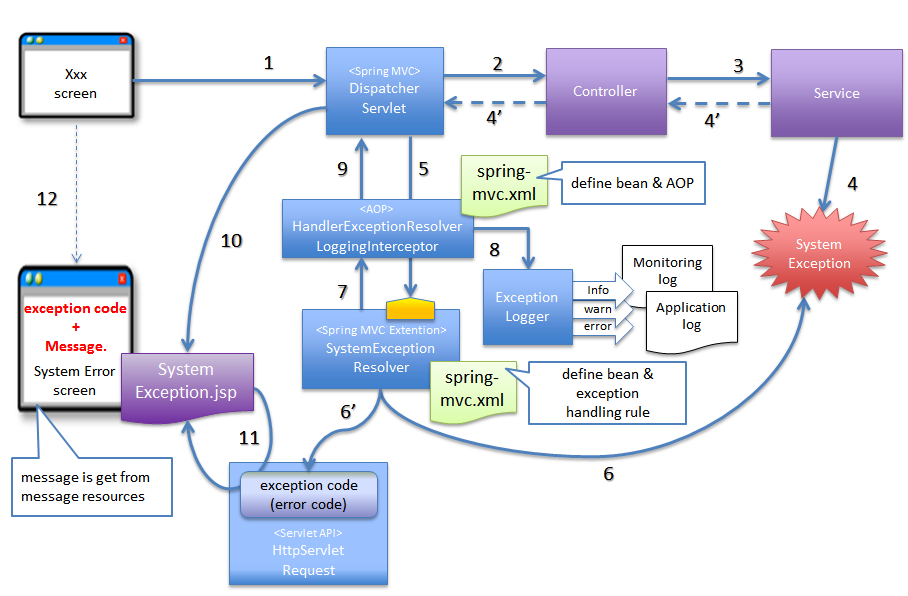 Xxx
screen
1
<Spring MVC>
Dispatcher
Servlet
2
4’
Controller
3
4’
Service
4
System
Exception
12
10
9
5
spring-
mvc.xml
define bean & AOP
<AOP>
HandlerExceptionResolver
LoggingInterceptor
8
7
Exception
Logger
Info
warn
error
Monitoring
log
Application
log
<Spring MVC Extention>
SystemException
Resolver
spring-
mvc.xml
define bean &
exception
handling rule
exception code
+
Message.
System Error
screen
System
Exception.jsp
message is get from
message resources
11
6’
6
exception code
(error code)
<Servlet API>
HttpServlet
Request